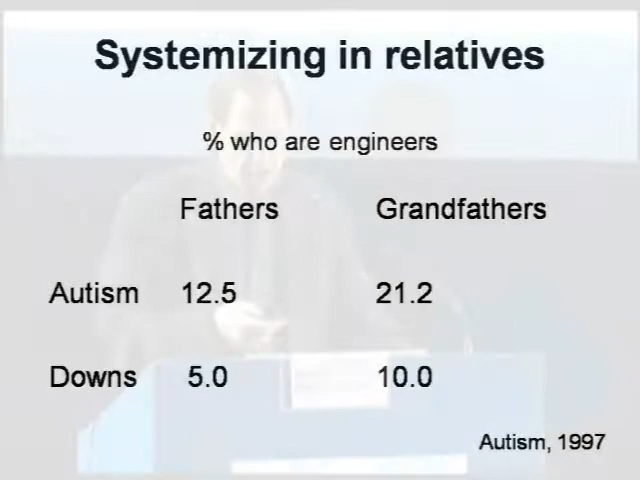 Systemizing in relatives
% who are engineers
Fathers Grandfathers
Autism 12.5 21.2
Downs 5.0 10.0
Autism, 1997